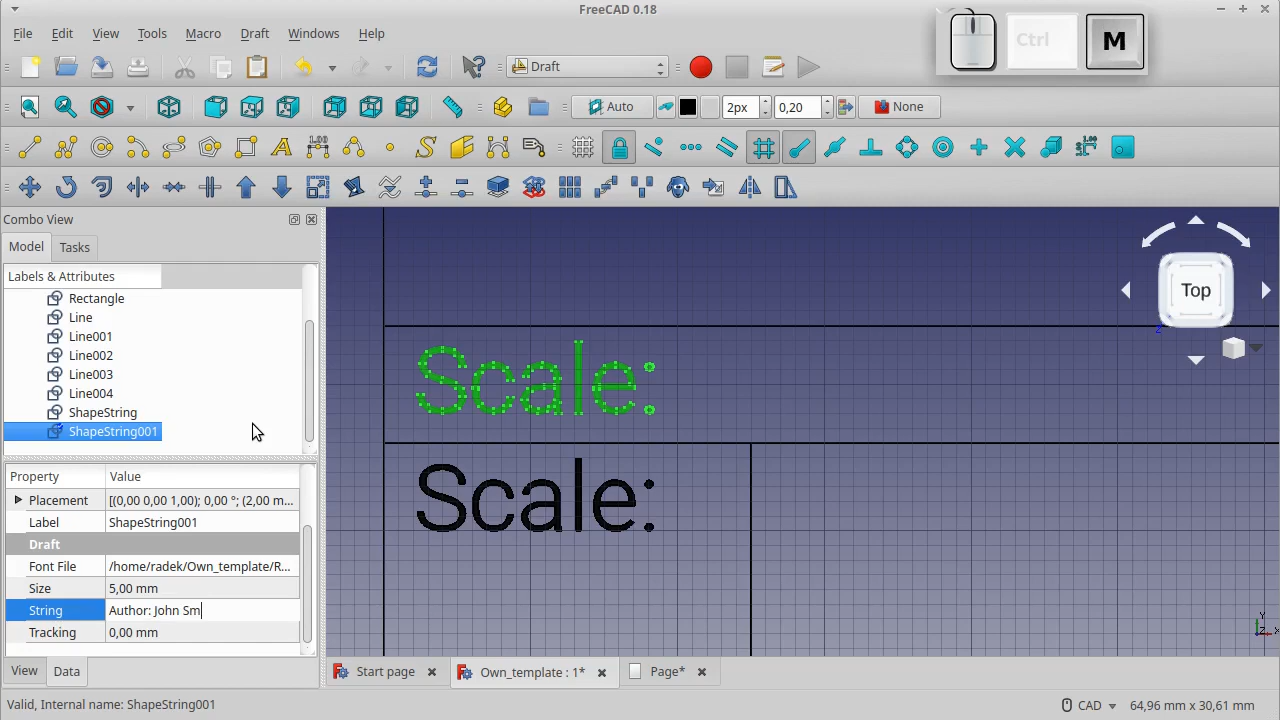 FreeCAD 0.18
File Edit View Tools Macro Draft Windows Help
Ctrl
M
Draft
Auto
2px
0,20
None
Combo View
Model Tasks
Labels & Attributes
Rectangle
Line
Line001
Line002
Line003
Line004
ShapeString
ShapeString001
Property Value
Placement [(0,00 0,00 1,00); 0,00 °; (2,00 m...
Label ShapeString001
Draft
Font File /home/radek/Own_template/R...
Size 5,00 mm
String Author: John Sm
Tracking 0,00 mm
View Data
Scale:
Scale:
Top
Z
Y
Z
X
Start page
Own_template : 1*
Page*
Valid, Internal name: ShapeString001
CAD
64,96 mm x 30,61 mm